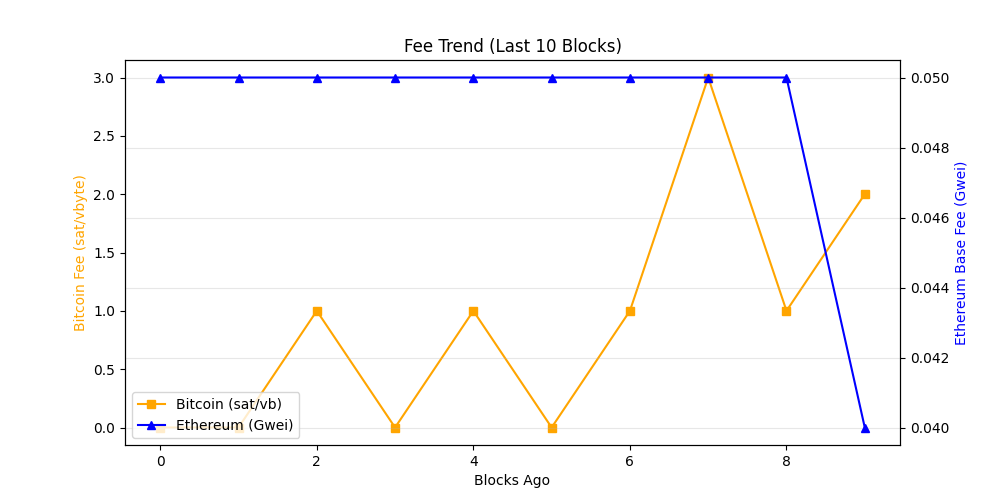 Fee Trend (Last 10 Blocks)
3.0
2.5
2.0
1.5
1.0
0.5
0.0
Bitcoin Fee (sat/vbyte)
0.050
0.048
0.046
0.044
0.042
0.040
Ethereum Base Fee (Gwei)
Bitcoin (sat/vb)
Ethereum (Gwei)
0 2 4 6 8
Blocks Ago